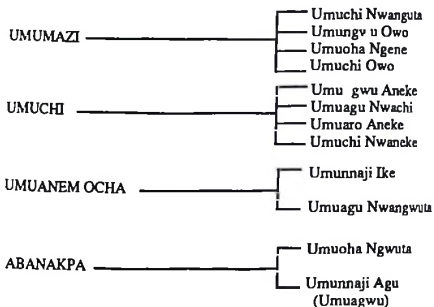 UMUMAZI
Umuchi Nwanguta
Umungv u Owo
Umuoha Ngene
Umuchi Owo
UMUCHI
Umu gwu Aneke
Umuagu Nwachi
Umuaro Aneke
Umuchi Nwaneke
UMUANEM OCHA
Umunnaji Ike
Umuagu Nwangwuta
ABANAKPA
Umuoha Ngwuta
Umunnaji Agu
(Umuagwu)